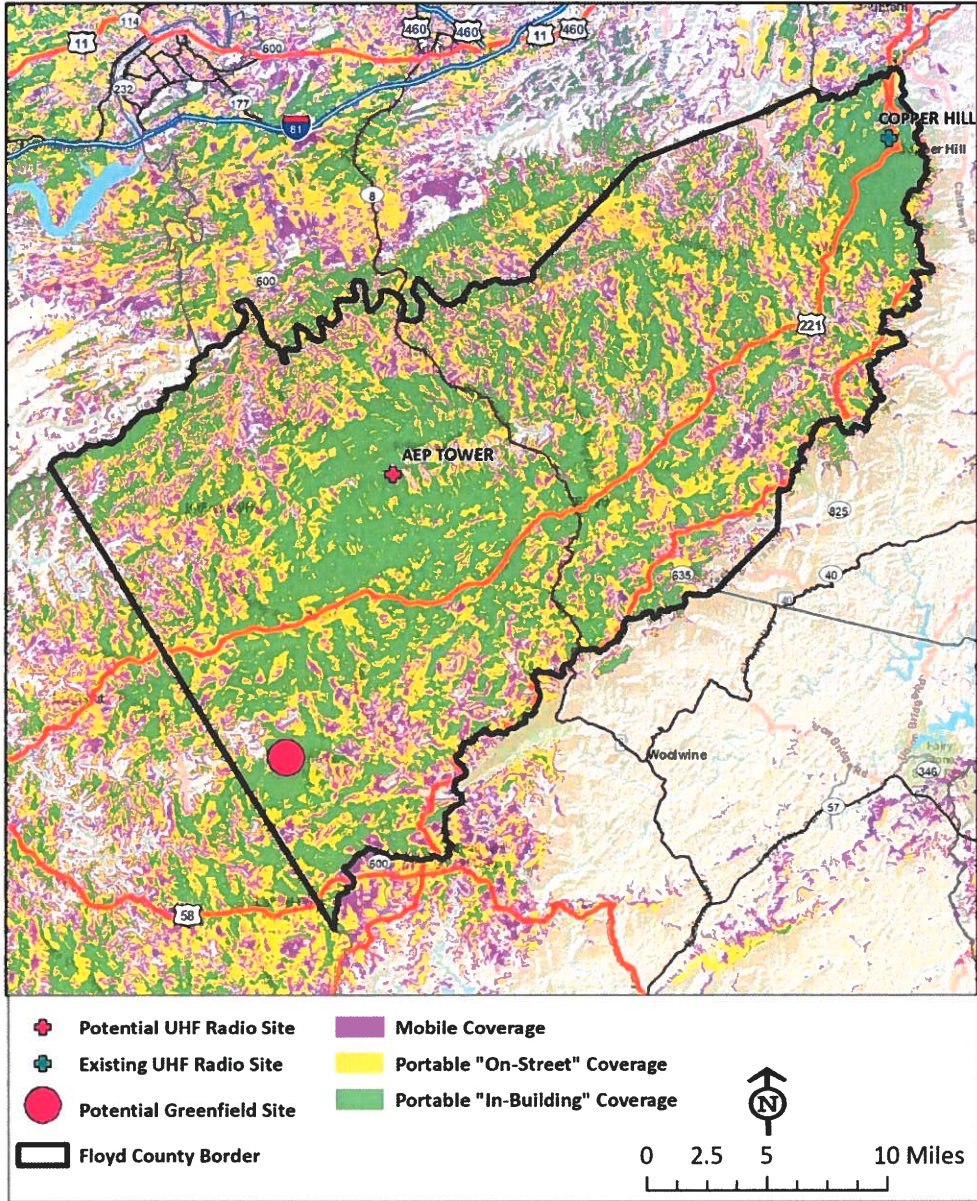 114
11
460
460
11
460
600
232
177
81
COPPER HILL
per Hill
8
600
221
AEP TOWER
825
635
40
40
Woolwine
346
57
600
58
Potential UHF Radio Site
Existing UHF Radio Site
Potential Greenfield Site
Floyd County Border
Mobile Coverage
Portable "On-Street" Coverage
Portable "In-Building" Coverage
N
0 2.5 5 10 Miles